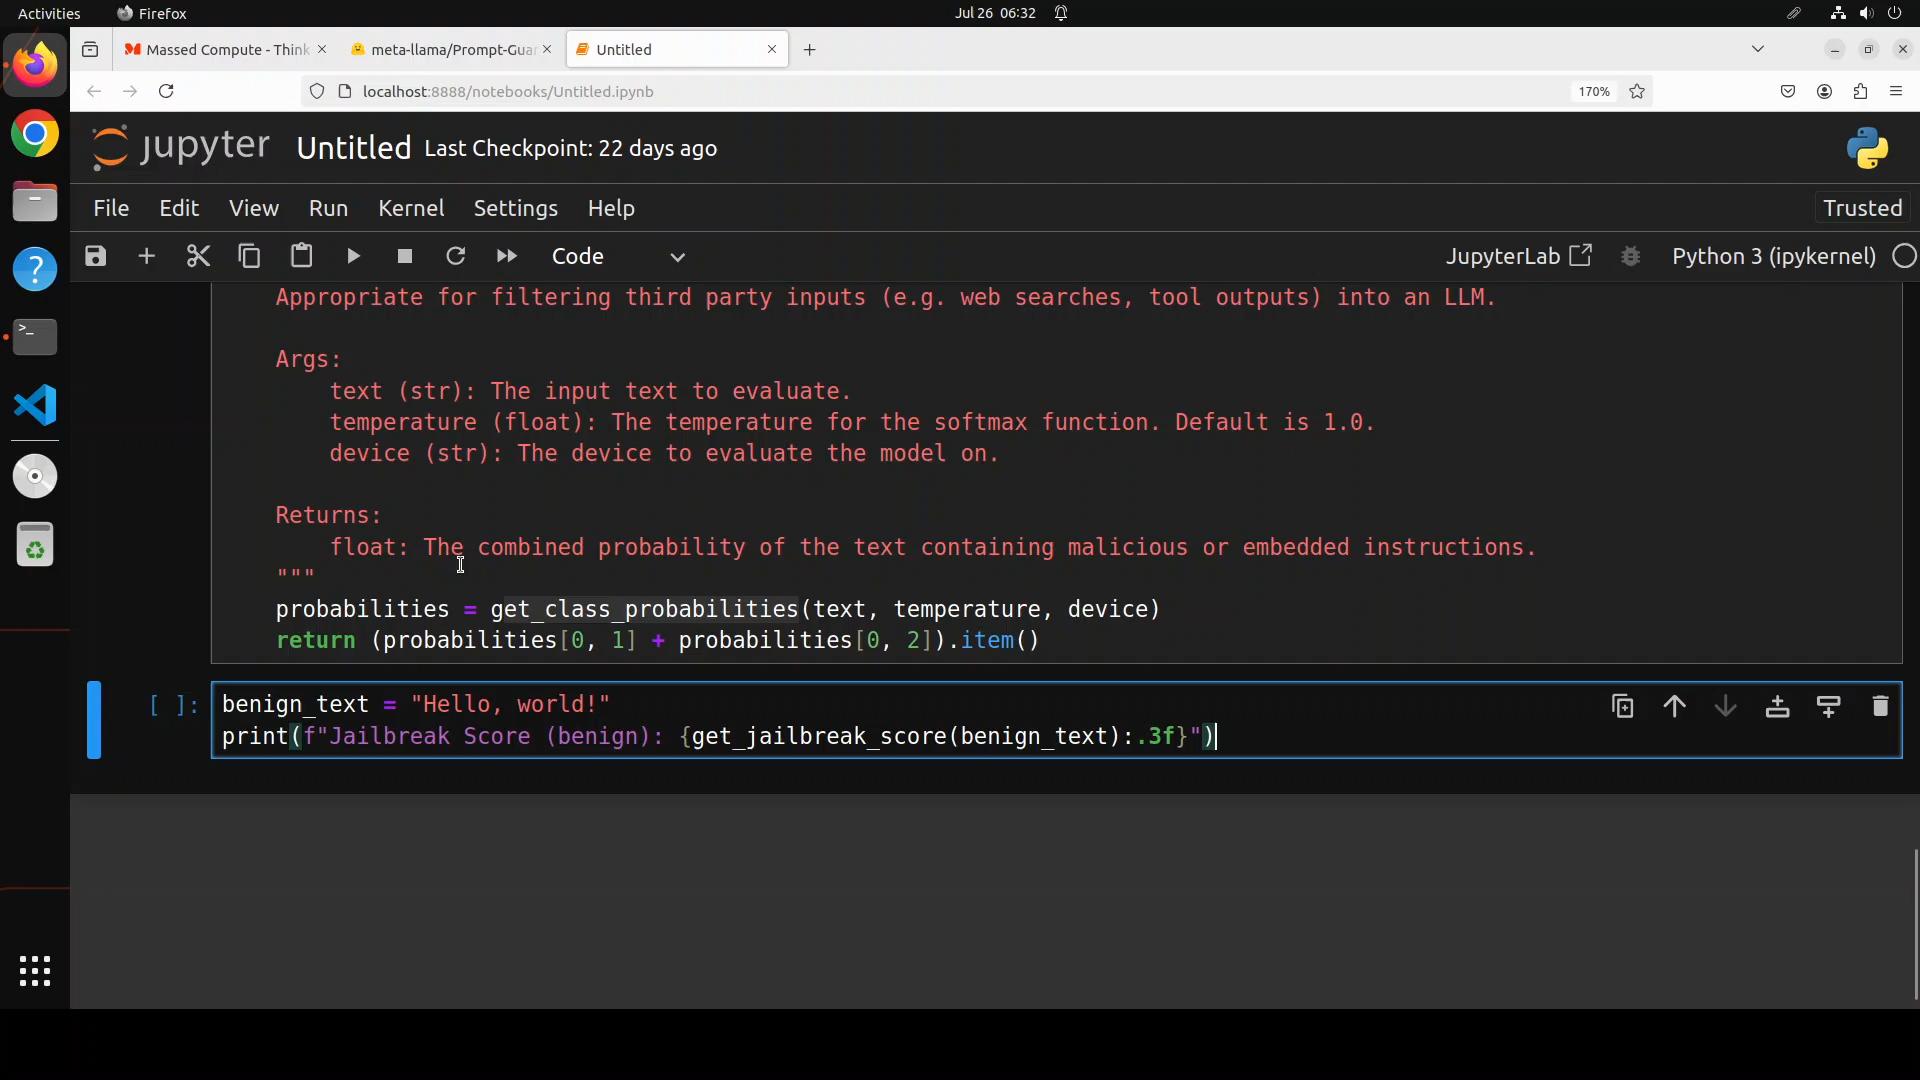 Activities Firefox Jul 26 06:32
Massed Compute - Think meta-llama/Prompt-Guar Untitled
localhost:8888/notebooks/Untitled.ipynb 170%
jupyter Untitled Last Checkpoint: 22 days ago
File Edit View Run Kernel Settings Help Trusted
Code JupyterLab Python 3 (ipykernel)
Appropriate for filtering third party inputs (e.g. web searches, tool outputs) into an LLM.
Args:
text (str): The input text to evaluate.
temperature (float): The temperature for the softmax function. Default is 1.0.
device (str): The device to evaluate the model on.
Returns:
float: The combined probability of the text containing malicious or embedded instructions.
"""
probabilities = get_class_probabilities(text, temperature, device)
return (probabilities[0, 1] + probabilities[0, 2]).item()
[ ]: benign_text = "Hello, world!"
print(f"Jailbreak Score (benign): {get_jailbreak_score(benign_text):.3f}")